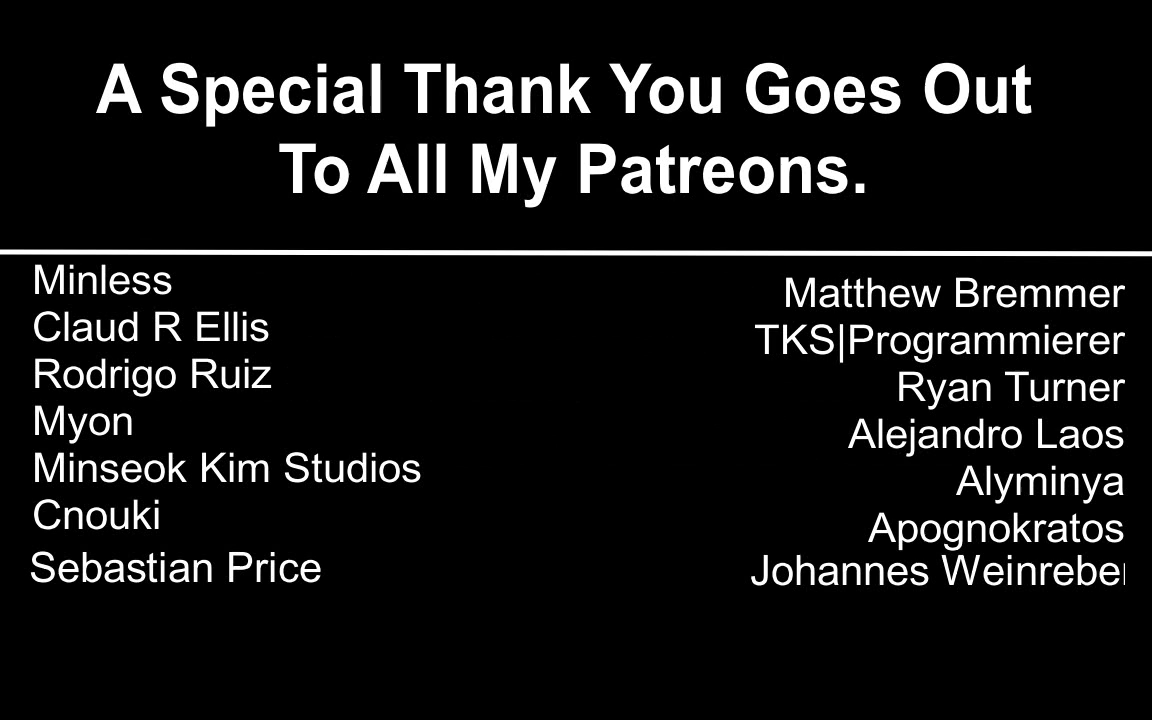 A Special Thank You Goes Out
To All My Patreons.
Minless
Claud R Ellis
Rodrigo Ruiz
Myon
Minseok Kim Studios
Cnouki
Sebastian Price
Matthew Bremmer
TKS|Programmierer
Ryan Turner
Alejandro Laos
Alyminya
Apognokratos
Johannes Weinreber